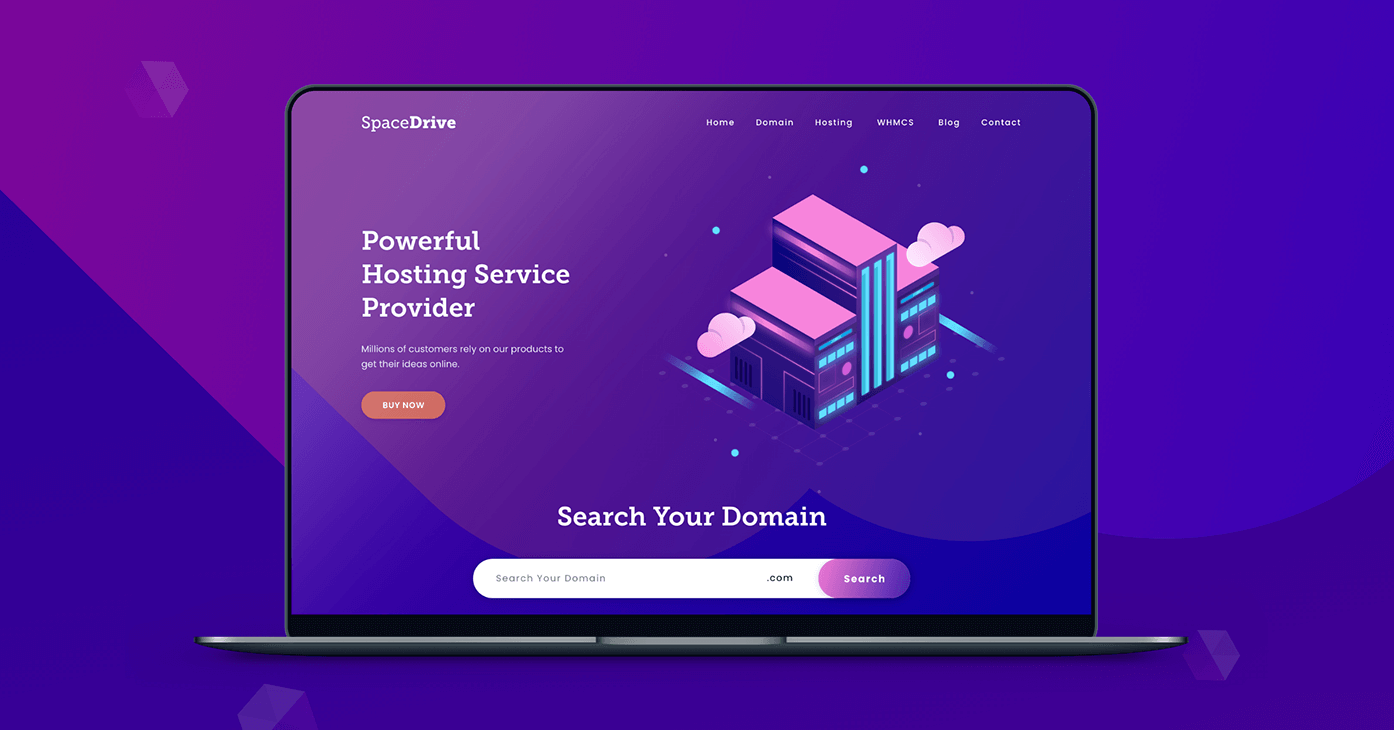 SpaceDrive
Home Domain Hosting WHMCS Blog Contact
Powerful
Hosting Service
Provider
Millions of customers rely on our products to
get their ideas online.
BUY NOW
Search Your Domain
Search Your Domain .com Search